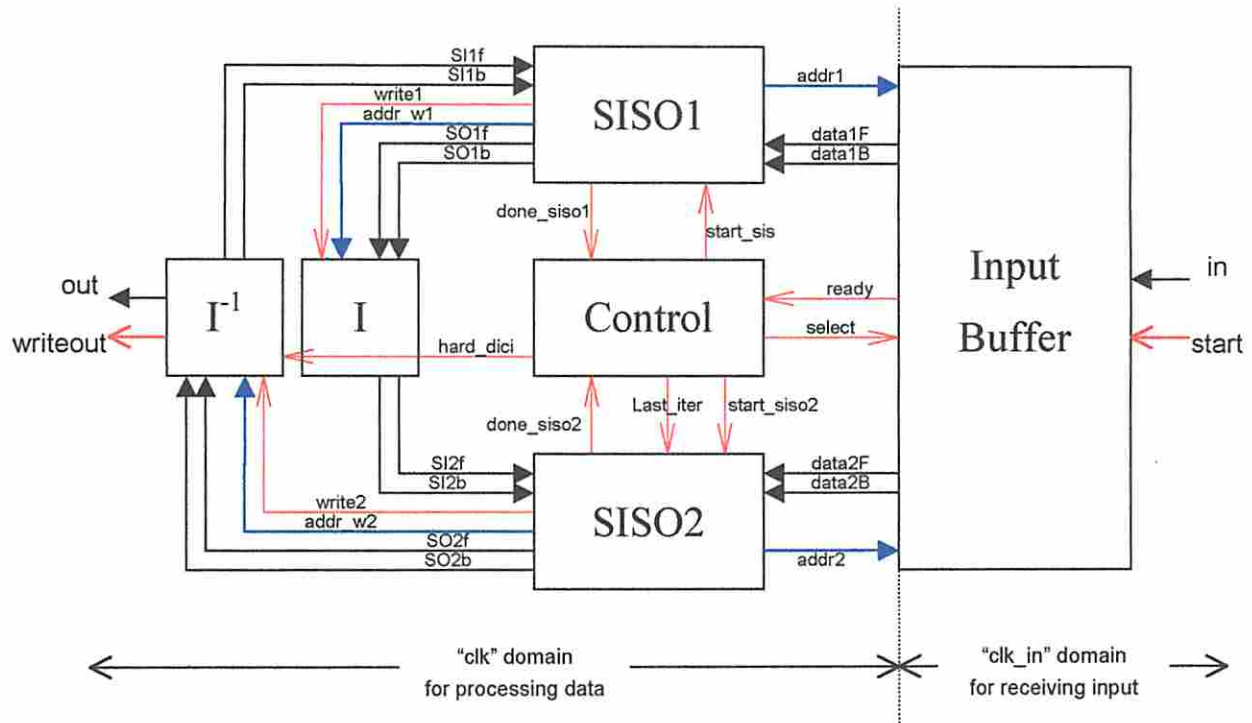 SI1f
SI1b
write1
addr_w1
SO1f
SO1b
SISO1
addr1
data1F
data1B
done_siso1
start_sis
out
writeout
I-1
I
hard_dici
Control
ready
select
Input
Buffer
in
start
done_siso2
Last_iter
start_siso2
SI2f
SI2b
write2
addr_w2
SO2f
SO2b
SISO2
data2F
data2B
addr2
“clk” domain
for processing data
“clk_in” domain
for receiving input